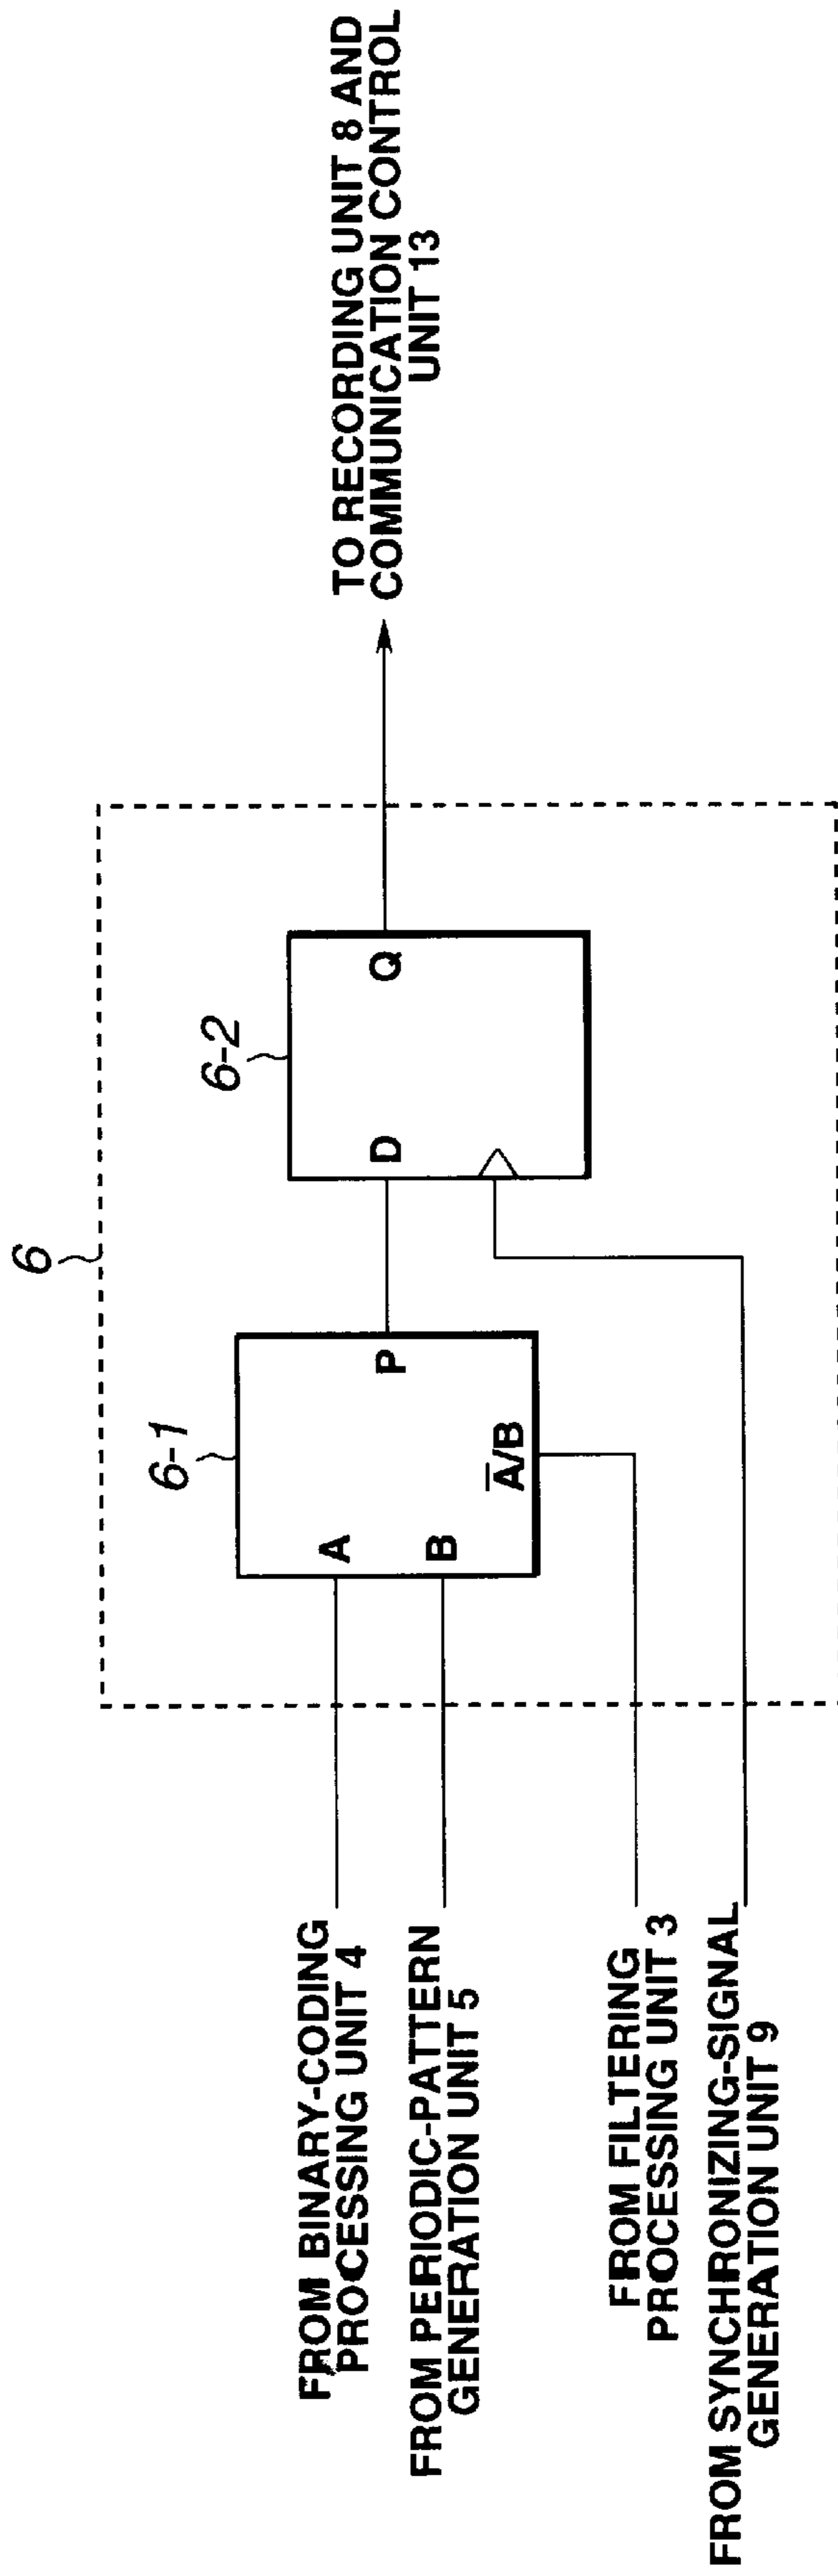 6
6-1
6-2
FROM BINARY-CODING
PROCESSING UNIT 4
FROM PERIODIC-PATTERN
GENERATION UNIT 5
FROM FILTERING
PROCESSING UNIT 3
FROM SYNCHRONIZING-SIGNAL
GENERATION UNIT 9
A
B
A̅/B
P
D
Q
TO RECORDING UNIT 8 AND
COMMUNICATION CONTROL
UNIT 13